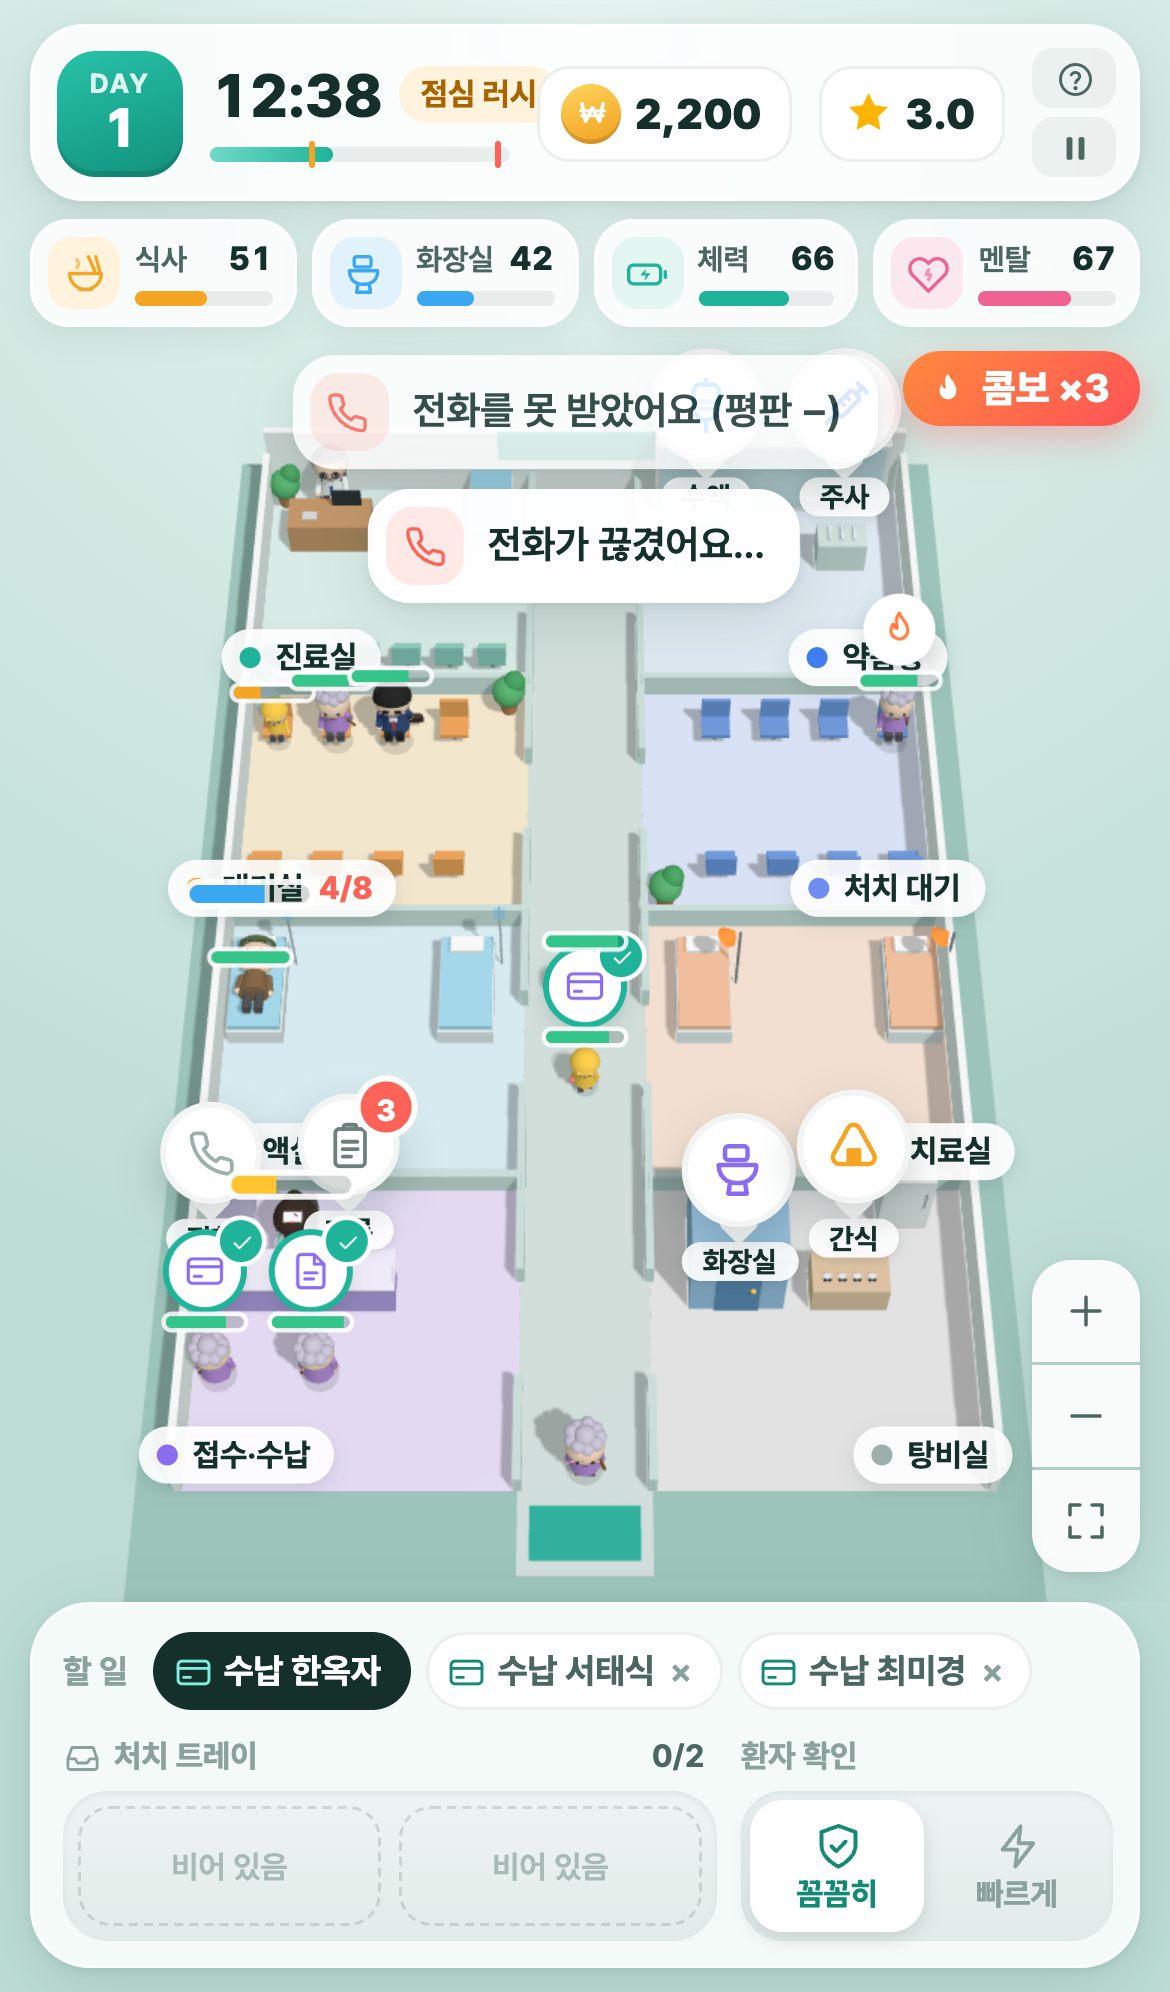 DAY
1
12:38
점심 러시
2,200
3.0
식사 51
화장실 42
체력 66
멘탈 67
콤보 ×3
전화를 못 받았어요 (평판 −)
수액
주사
전화가 끊겼어요...
진료실
대기실 4/8
처치 대기
3
치료실
화장실
간식
접수·수납
탕비실
할 일
수납 한옥자
수납 서태식 ×
수납 최미경 ×
처치 트레이 0/2
환자 확인
비어 있음
비어 있음
꼼꼼히
빠르게